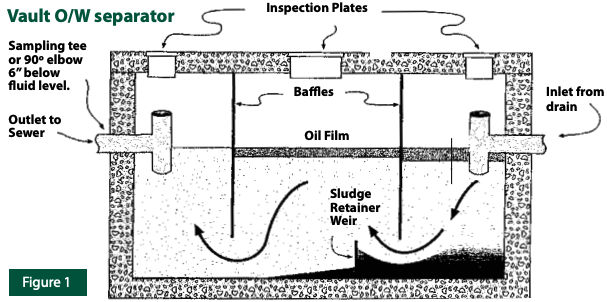 Vault O/W separator
Inspection Plates
Sampling tee
or 90º elbow
6” below
fluid level.
Baffles
Inlet from
drain
Outlet to
Sewer
Oil Film
Sludge
Retainer
Weir
Figure 1